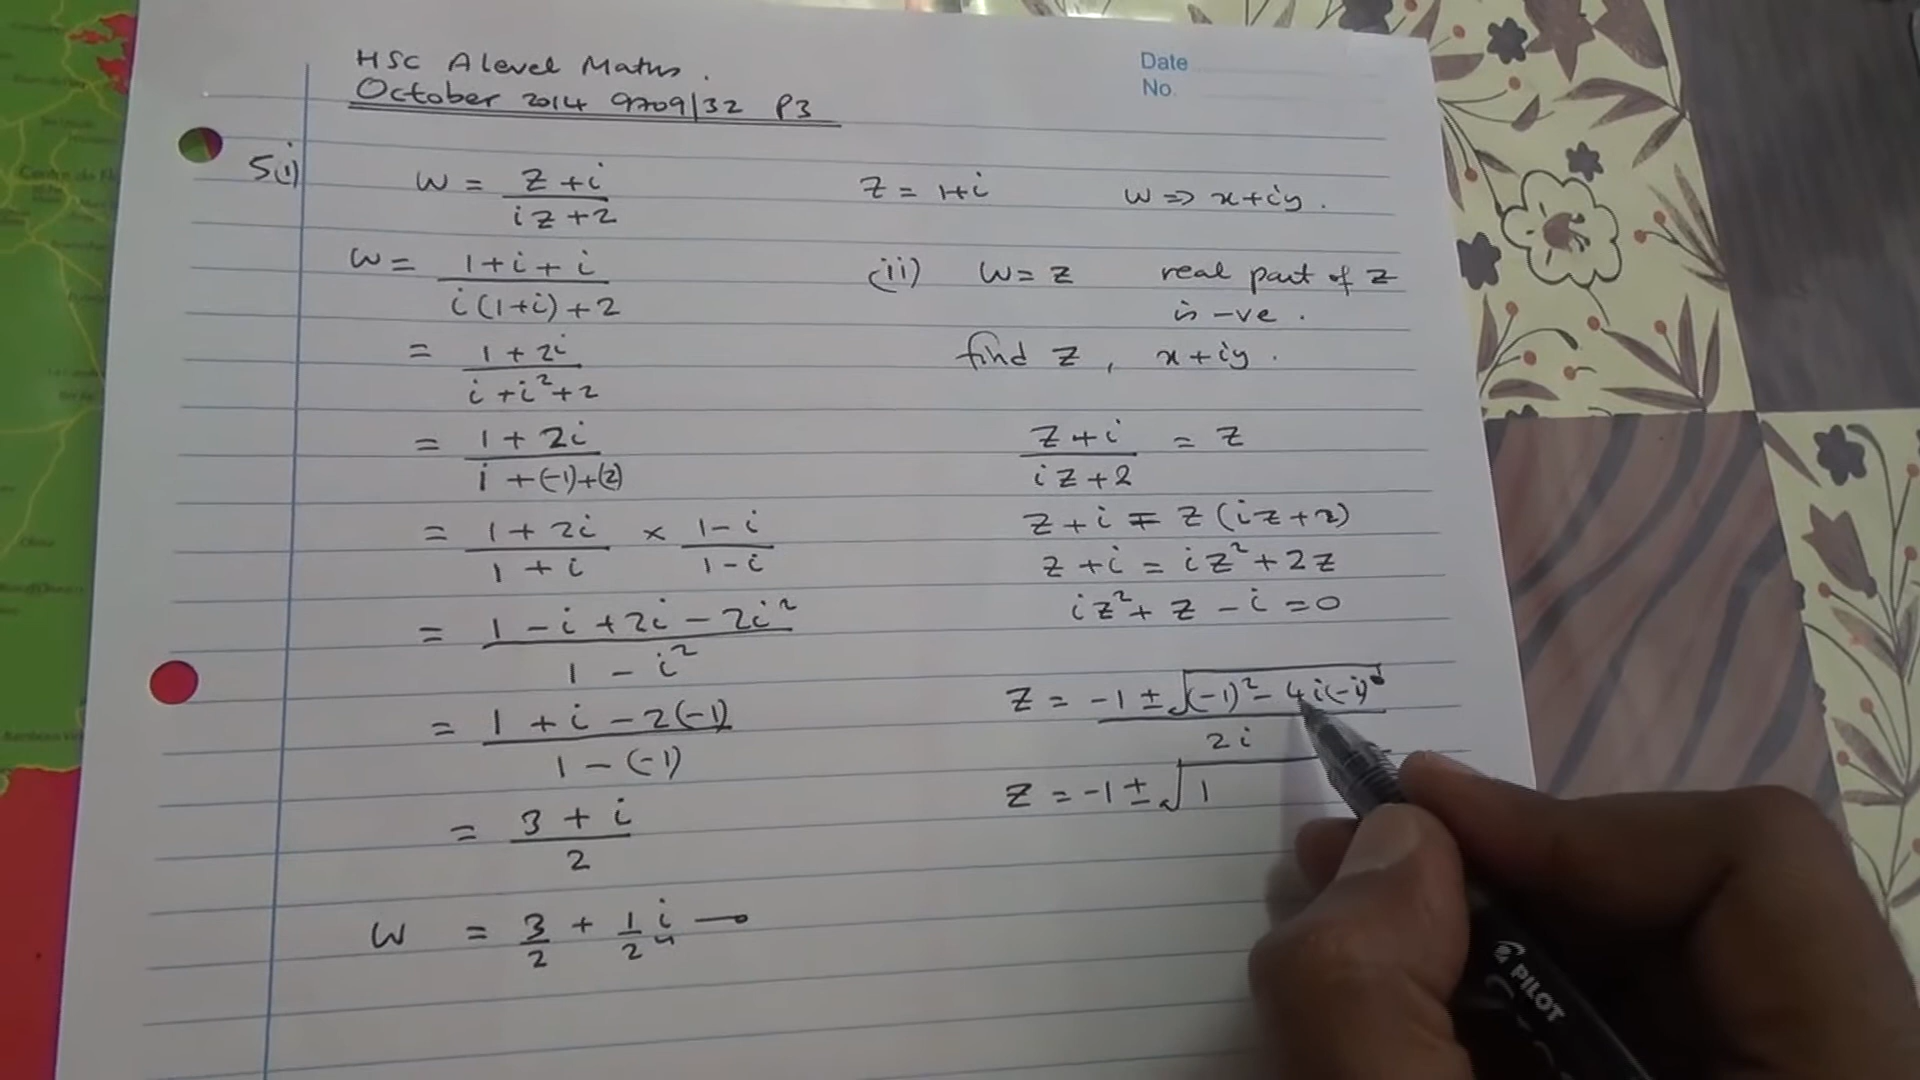 HSC A level Maths.
October 2014 9709/32 P3
Date
No.
5(i) w = (z+i)/(iz+2) z = 1+i w => x+iy.
w = (1+i+i)/(i(1+i)+2)
= (1+2i)/(i+i²+2)
= (1+2i)/(i+(-1)+(2))
= (1+2i)/(1+i) × (1-i)/(1-i)
= (1-i+2i-2i²)/(1-i²)
= (1+i-2(-1))/(1-(-1))
= (3+i)/2
w = 3/2 + 1/2 i
(ii) w = z real part of z
is -ve.
find z, x+iy.
(z+i)/(iz+2) = z
z+i = z(iz+2)
z+i = iz²+2z
iz²+z-i=0
z = (-1±√((-1)²-4i(-i)))/(2i)
z = -1±√1
PILOT